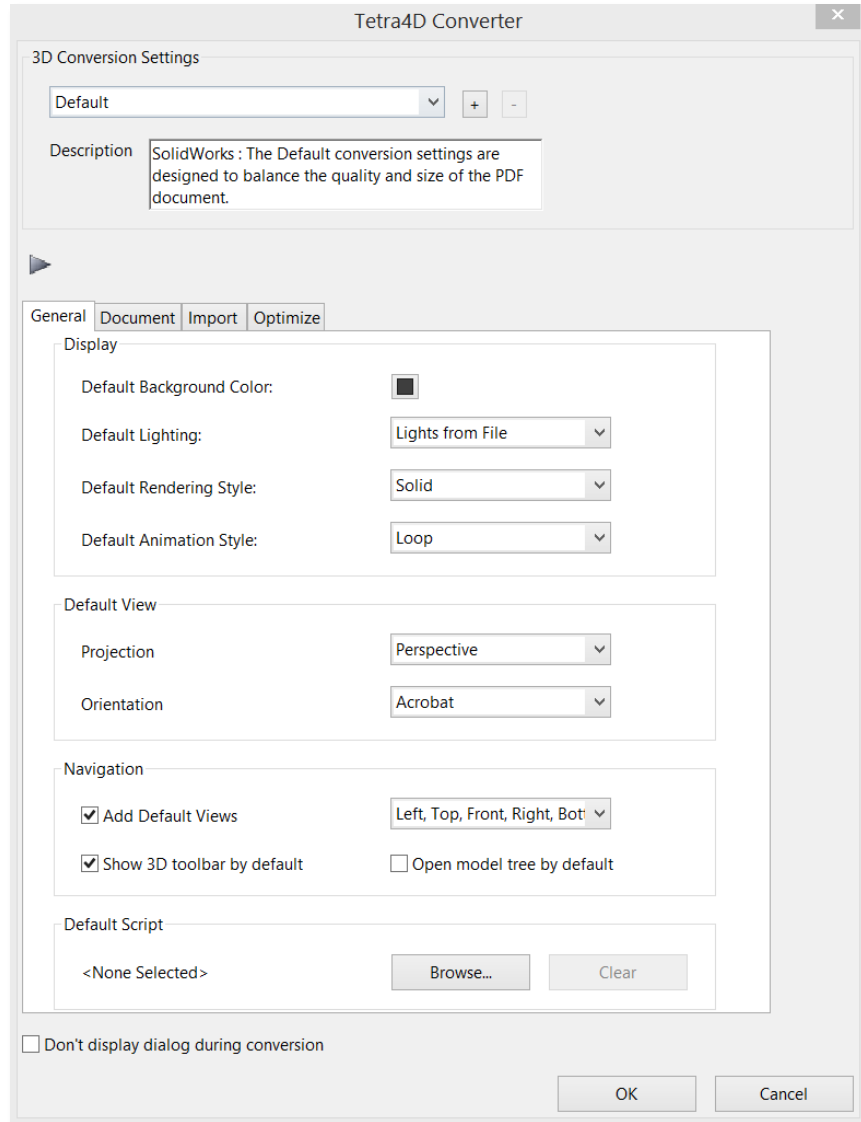 Tetra4D Converter
3D Conversion Settings
Default
+
-
Description
SolidWorks : The Default conversion settings are
designed to balance the quality and size of the PDF
document.
General Document Import Optimize
Display
Default Background Color:
Default Lighting: Lights from File
Default Rendering Style: Solid
Default Animation Style: Loop
Default View
Projection Perspective
Orientation Acrobat
Navigation
Add Default Views Left, Top, Front, Right, Bott
Show 3D toolbar by default Open model tree by default
Default Script
<None Selected> Browse... Clear
Don't display dialog during conversion
OK Cancel